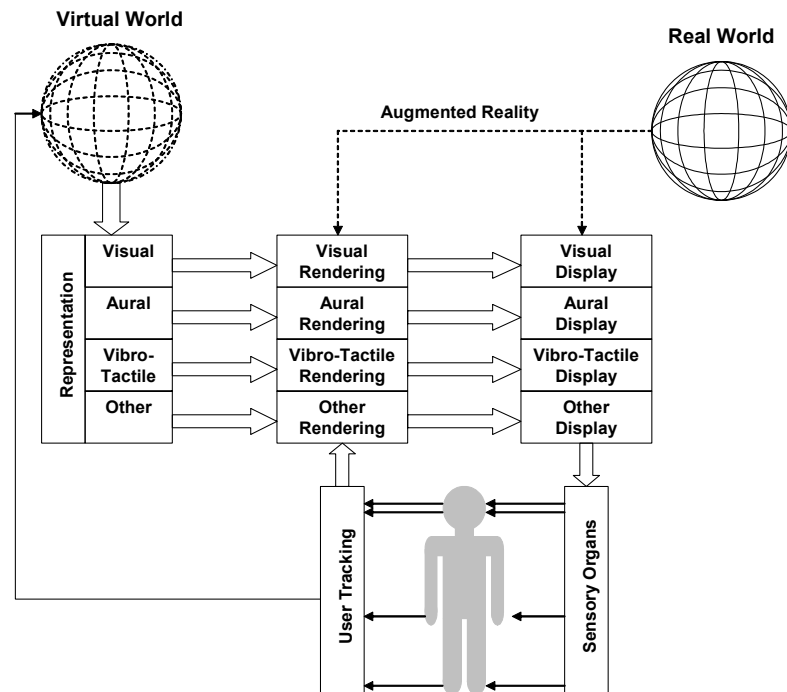 Virtual World
Real World
Augmented Reality
Representation
Visual
Aural
Vibro-
Tactile
Other
Visual
Rendering
Aural
Rendering
Vibro-Tactile
Rendering
Other
Rendering
Visual
Display
Aural
Display
Vibro-Tactile
Display
Other
Display
User Tracking
Sensory Organs